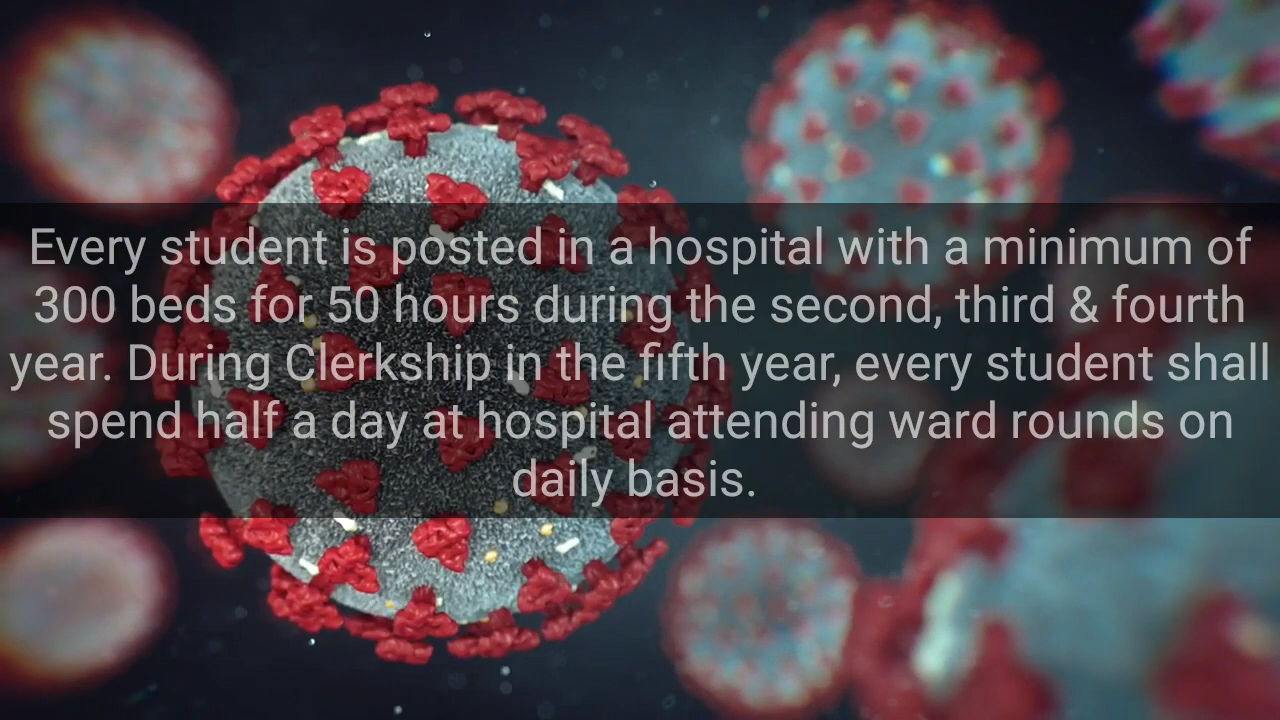 Every student is posted in a hospital with a minimum of
300 beds for 50 hours during the second, third & fourth
year. During Clerkship in the fifth year, every student shall
spend half a day at hospital attending ward rounds on
daily basis.